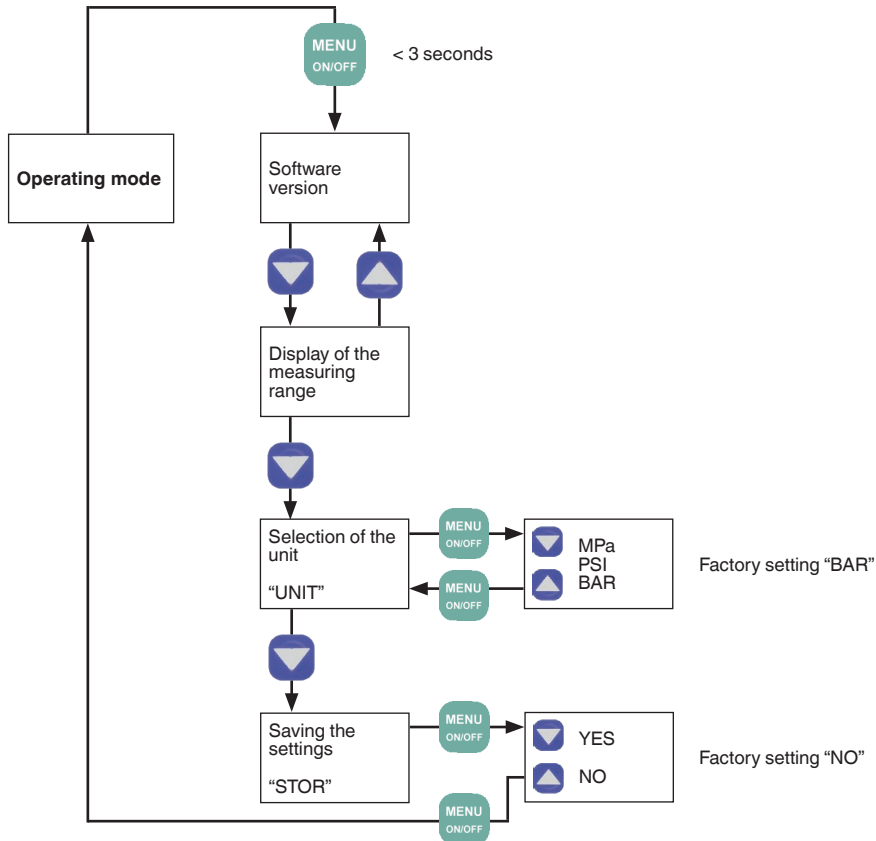 MENU
ON/OFF
< 3 seconds
Operating mode
Software
version
Display of the
measuring
range
Selection of the
unit
“UNIT”
MENU
ON/OFF
MENU
ON/OFF
MPa
PSI
BAR
Factory setting “BAR”
Saving the
settings
“STOR”
MENU
ON/OFF
YES
NO
Factory setting “NO”
MENU
ON/OFF